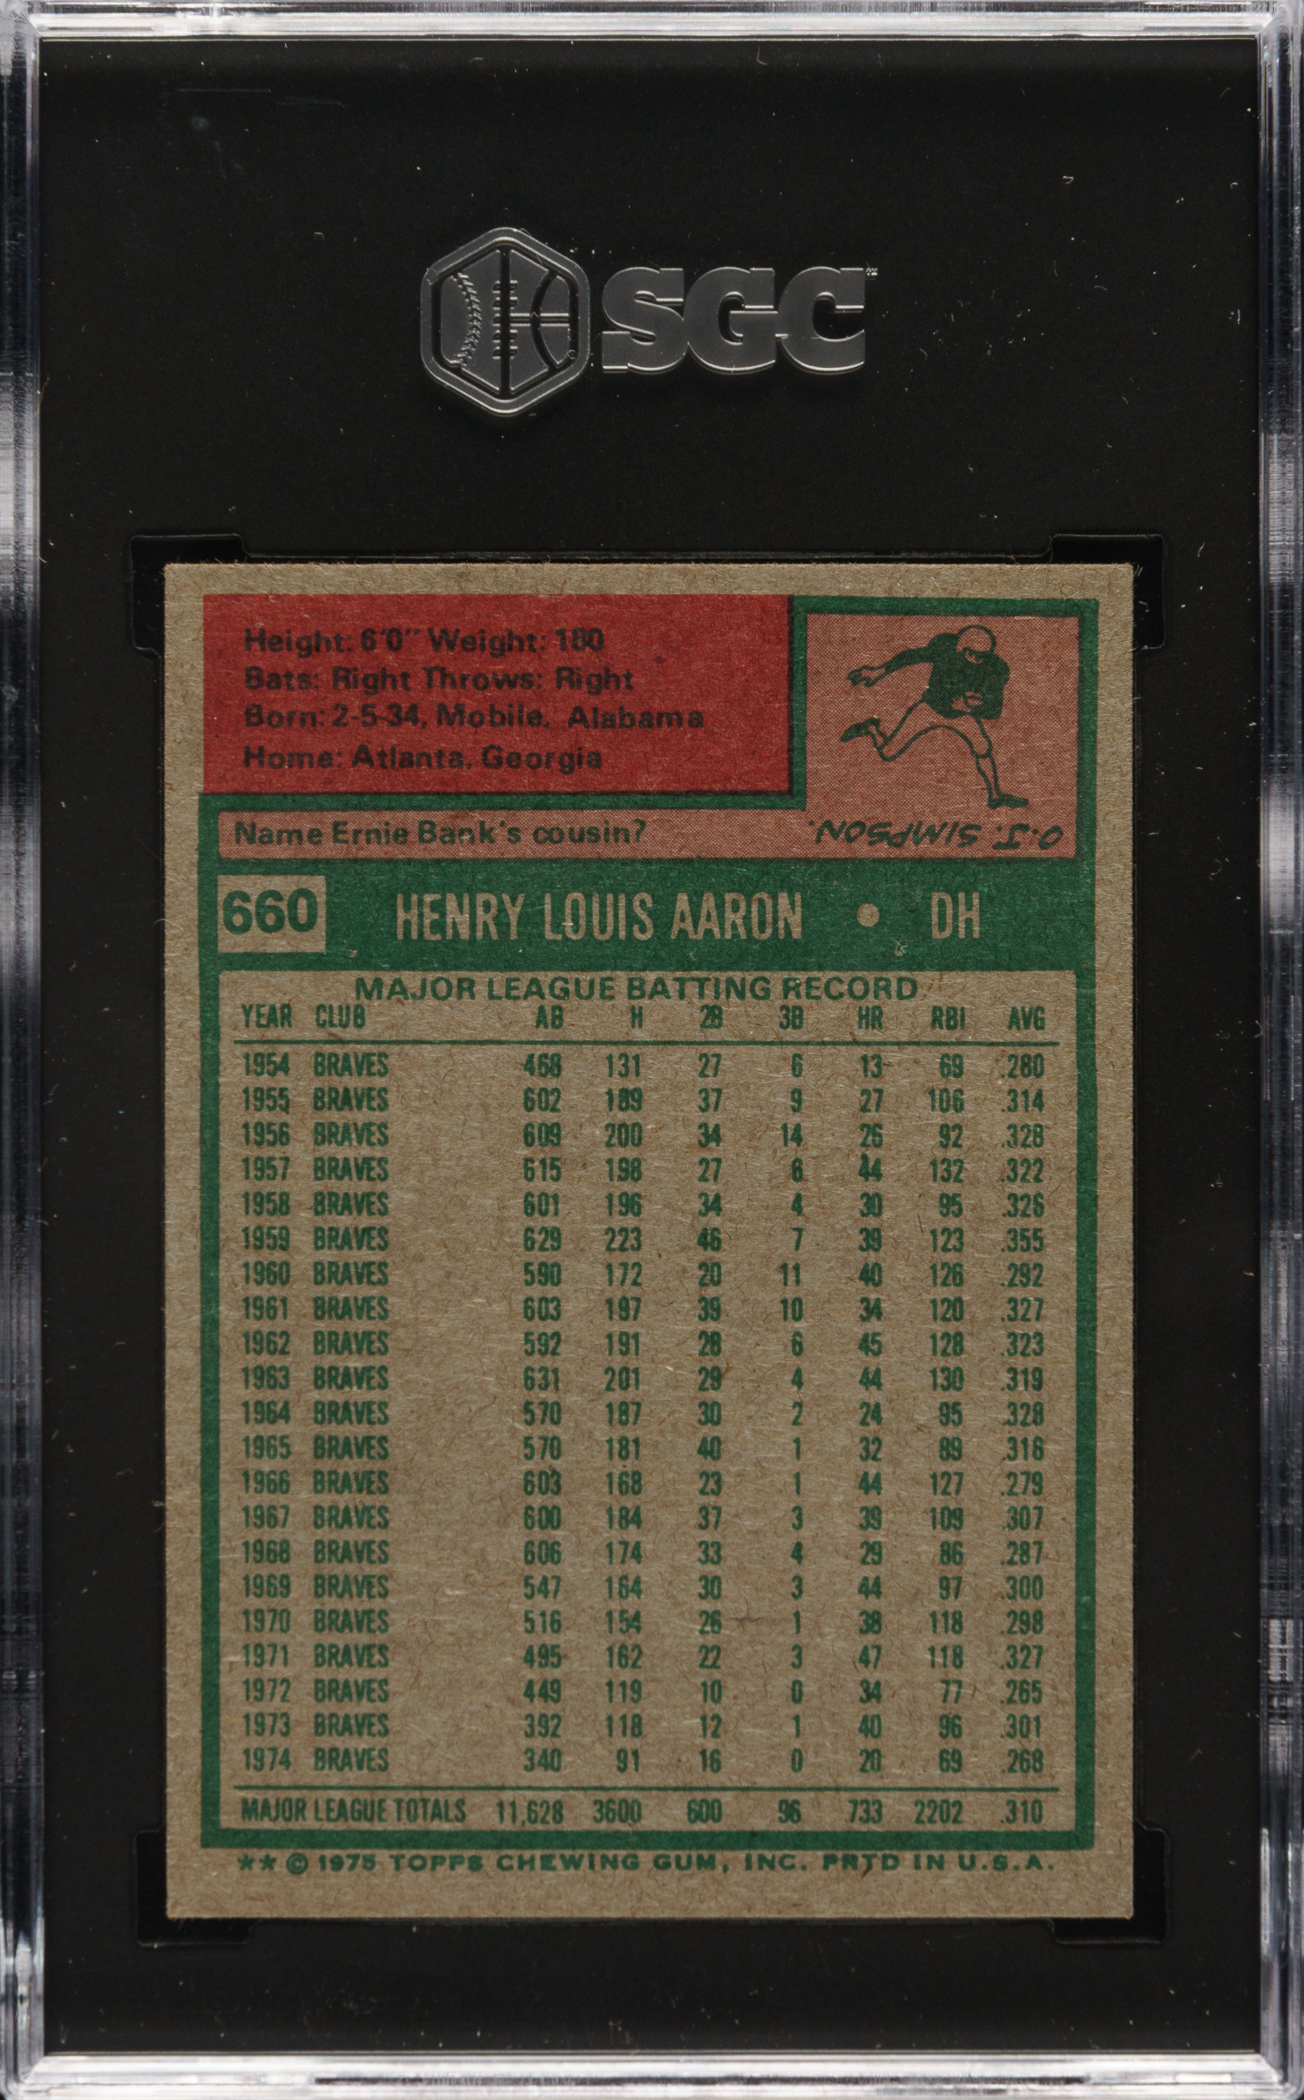 SGC™
Height: 6'0" Weight: 180
Bats: Right Throws: Right
Born: 2-5-34, Mobile, Alabama
Home: Atlanta, Georgia
Name Ernie Bank's cousin?
O.J. SIMPSON.
660 HENRY LOUIS AARON • DH
MAJOR LEAGUE BATTING RECORD
YEAR CLUB AB H 2B 3B HR RBI AVG
1954 BRAVES 468 131 27 6 13 69 .280
1955 BRAVES 602 189 37 9 27 106 .314
1956 BRAVES 609 200 34 14 26 92 .328
1957 BRAVES 615 198 27 6 44 132 .322
1958 BRAVES 601 196 34 4 30 95 .326
1959 BRAVES 629 223 46 7 39 123 .355
1960 BRAVES 590 172 20 11 40 126 .292
1961 BRAVES 603 197 39 10 34 120 .327
1962 BRAVES 592 191 28 6 45 128 .323
1963 BRAVES 631 201 29 4 44 130 .319
1964 BRAVES 570 187 30 2 24 95 .328
1965 BRAVES 570 181 40 1 32 89 .318
1966 BRAVES 603 168 23 1 44 127 .279
1967 BRAVES 600 184 37 3 39 109 .307
1968 BRAVES 606 174 33 4 29 86 .287
1969 BRAVES 547 164 30 3 44 97 .300
1970 BRAVES 516 154 26 1 38 118 .298
1971 BRAVES 495 162 22 3 47 118 .327
1972 BRAVES 449 119 10 0 34 77 .265
1973 BRAVES 392 118 12 1 40 96 .301
1974 BRAVES 340 91 16 0 20 69 .268
MAJOR LEAGUE TOTALS 11,628 3600 600 96 733 2202 .310
** © 1975 TOPPS CHEWING GUM, INC. PRTD IN U.S.A.